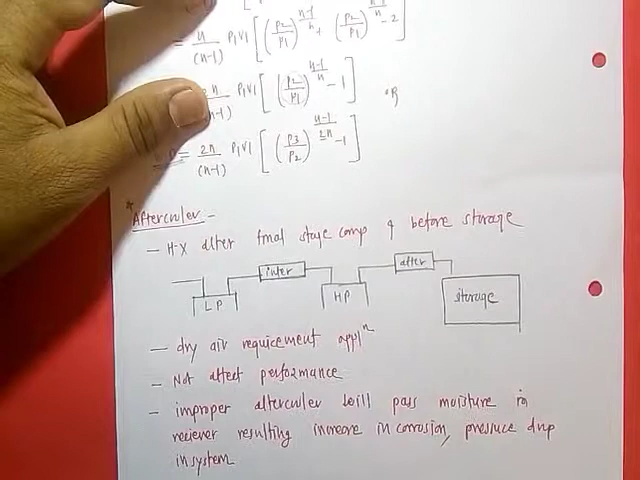 = n/(n-1) P1V1 [ (P2/P1)^(n-1/n) + (P2/P1)^(n-1/n) - 2 ]
n/(n-1) P1V1 [ (P2/P1)^(n-1/n) - 1 ] OR
= 2n/(n-1) P1V1 [ (P3/P2)^(n-1/2n) - 1 ]
* Aftercooler -
- H-X after final stage comp & before storage
inter after
LP HP storage
- dry air requirement appl^n
- Not affect performance
- improper aftercooler will pass moisture in
reciever resulting increase in corrosion, pressure drop
in system